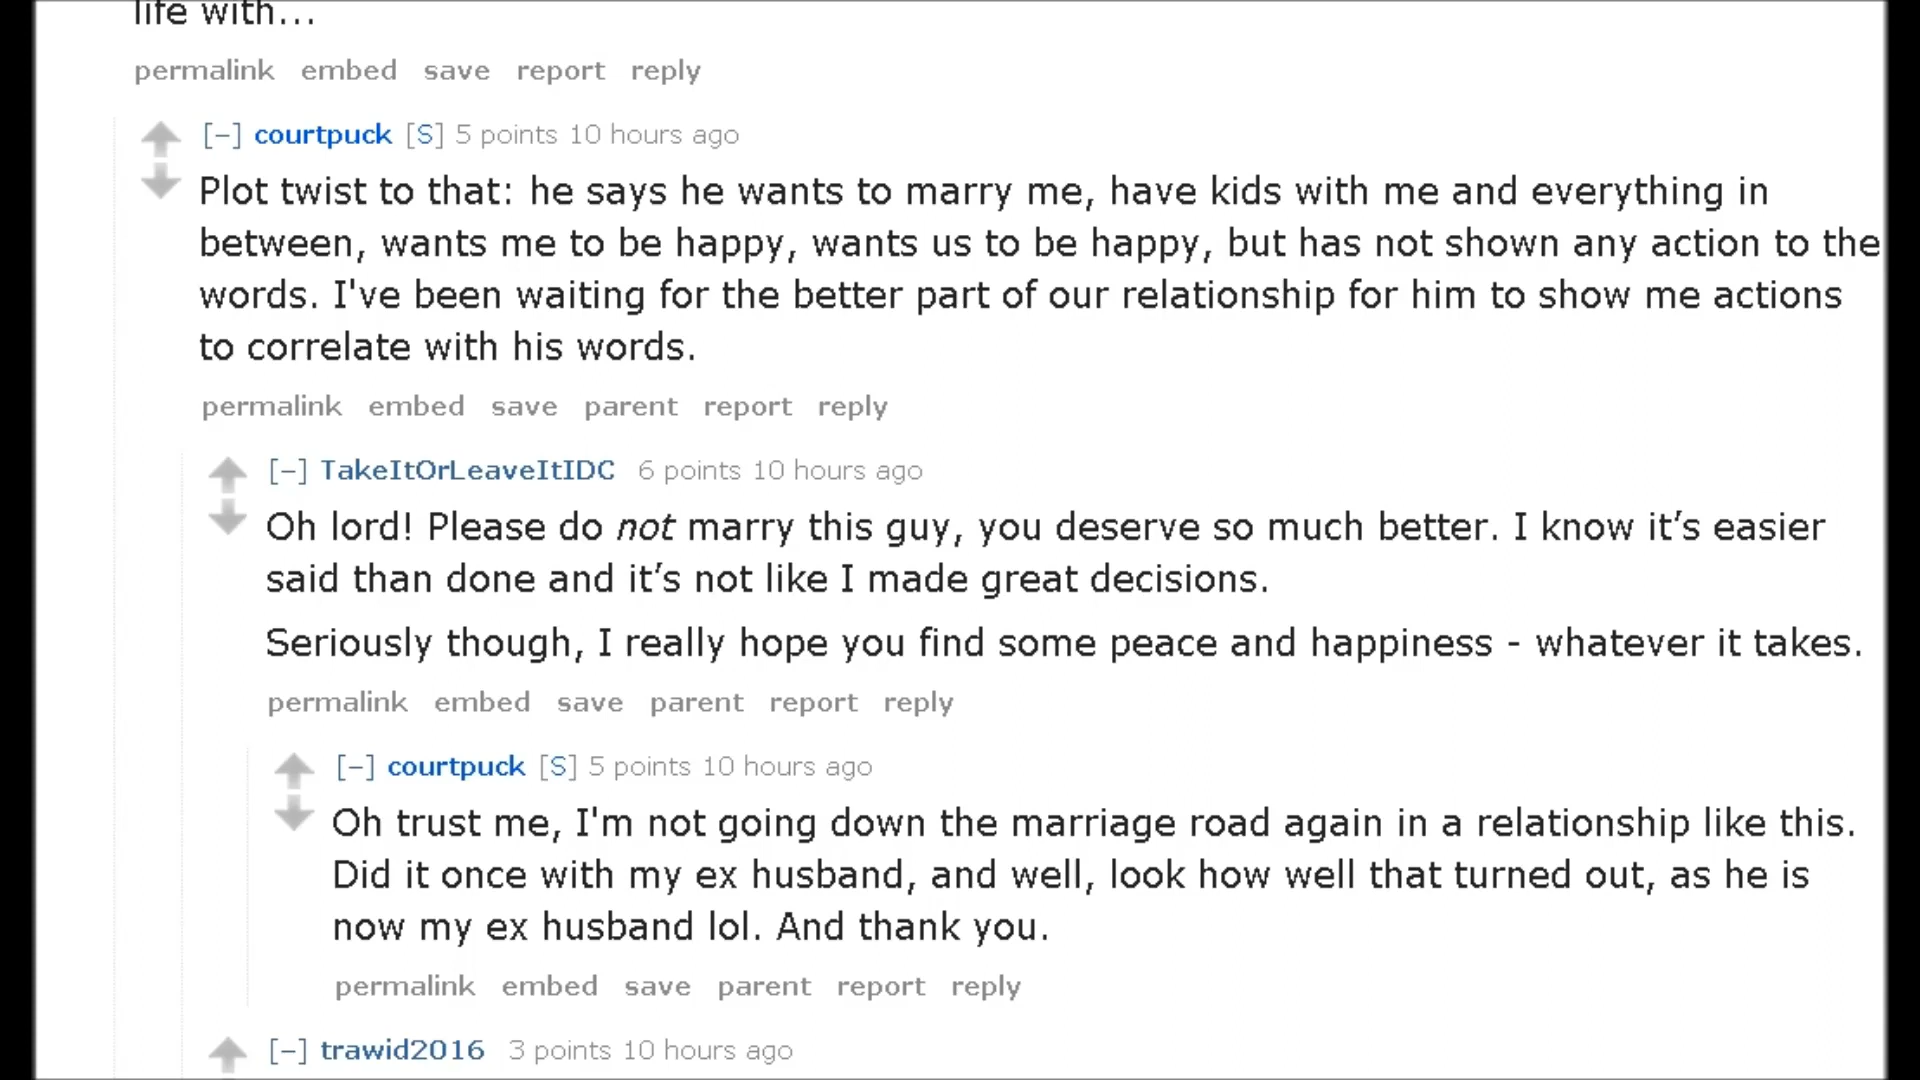 life with...
permalink embed save report reply
[–] courtpuck [S] 5 points 10 hours ago
Plot twist to that: he says he wants to marry me, have kids with me and everything in
between, wants me to be happy, wants us to be happy, but has not shown any action to the
words. I've been waiting for the better part of our relationship for him to show me actions
to correlate with his words.
permalink embed save parent report reply
[–] TakeItOrLeaveItIDC 6 points 10 hours ago
Oh lord! Please do not marry this guy, you deserve so much better. I know it’s easier
said than done and it’s not like I made great decisions.
Seriously though, I really hope you find some peace and happiness - whatever it takes.
permalink embed save parent report reply
[–] courtpuck [S] 5 points 10 hours ago
Oh trust me, I'm not going down the marriage road again in a relationship like this.
Did it once with my ex husband, and well, look how well that turned out, as he is
now my ex husband lol. And thank you.
permalink embed save parent report reply
[–] trawid2016 3 points 10 hours ago